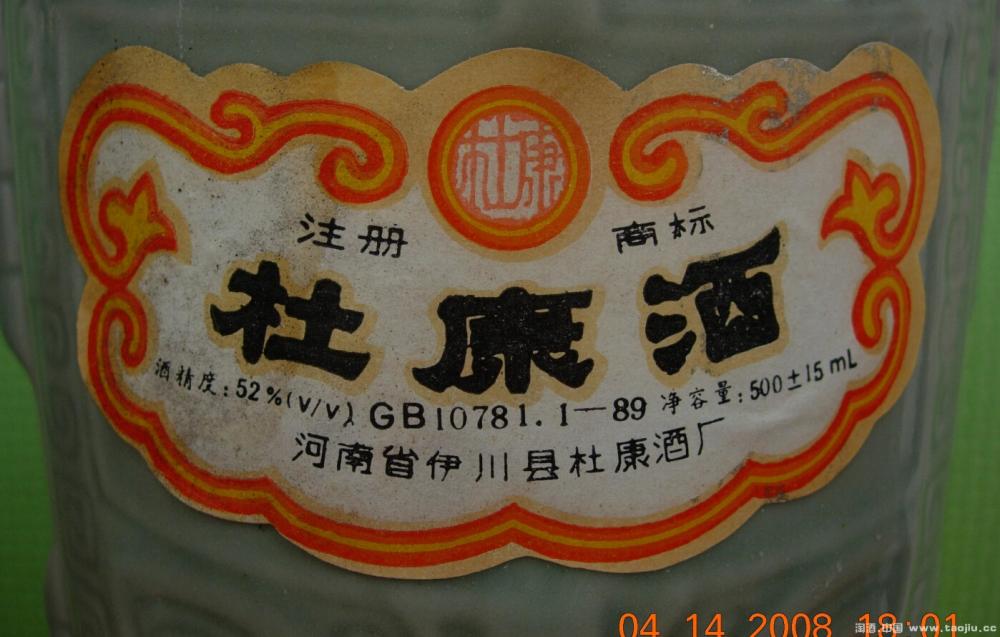 杜康
注册 商标
杜康酒
酒精度:52%(V/V) GB10781.1—89 净容量:500±15mL
河南省伊川县杜康酒厂
04 14 2008 18:01
淘酒.中国 www.taojiu.cc